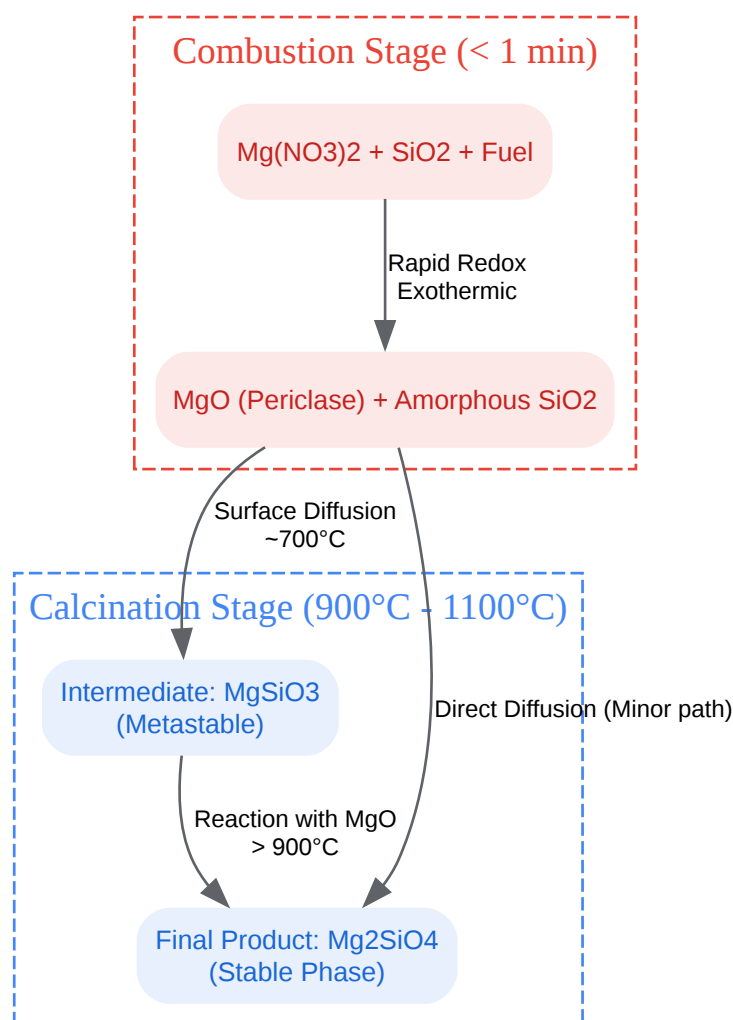 Combustion Stage (< 1 min)
Mg(NO3)2 + SiO2 + Fuel
Rapid Redox
Exothermic
MgO (Periclase) + Amorphous SiO2
Surface Diffusion
~700°C
Calcination Stage (900°C - 1100°C)
Intermediate: MgSiO3
(Metastable)
Direct Diffusion (Minor path)
Reaction with MgO
> 900°C
Final Product: Mg2SiO4
(Stable Phase)